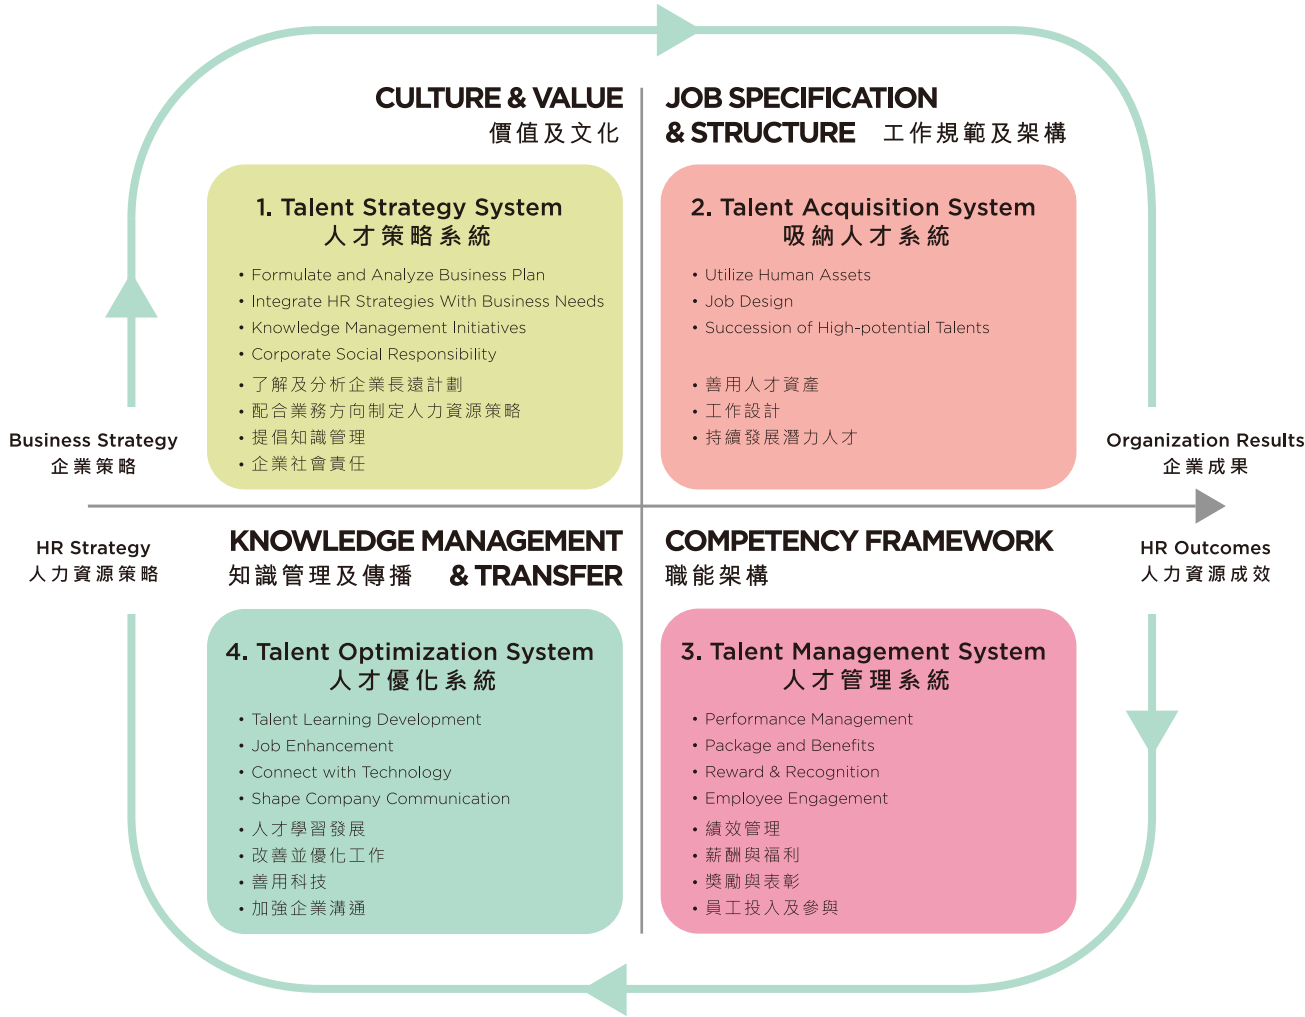 CULTURE & VALUE
價值及文化
JOB SPECIFICATION
& STRUCTURE 工作規範及架構
1. Talent Strategy System
人才策略系統
• Formulate and Analyze Business Plan
• Integrate HR Strategies With Business Needs
• Knowledge Management Initiatives
• Corporate Social Responsibility
• 了解及分析企業長遠計劃
• 配合業務方向制定人力資源策略
• 提倡知識管理
• 企業社會責任
2. Talent Acquisition System
吸納人才系統
• Utilize Human Assets
• Job Design
• Succession of High-potential Talents
• 善用人才資產
• 工作設計
• 持續發展潛力人才
Business Strategy
企業策略
Organization Results
企業成果
HR Strategy
人力資源策略
HR Outcomes
人力資源成效
KNOWLEDGE MANAGEMENT
知識管理及傳播 & TRANSFER
COMPETENCY FRAMEWORK
職能架構
4. Talent Optimization System
人才優化系統
• Talent Learning Development
• Job Enhancement
• Connect with Technology
• Shape Company Communication
• 人才學習發展
• 改善並優化工作
• 善用科技
• 加強企業溝通
3. Talent Management System
人才管理系統
• Performance Management
• Package and Benefits
• Reward & Recognition
• Employee Engagement
• 績效管理
• 薪酬與福利
• 獎勵與表彰
• 員工投入及參與